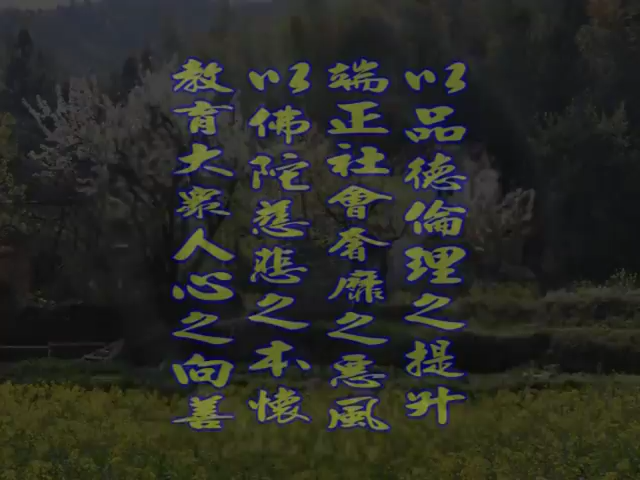 以品德倫理之提升
端正社會奢靡之惡風
以佛陀慈悲之本懷
教育大眾人心之向善